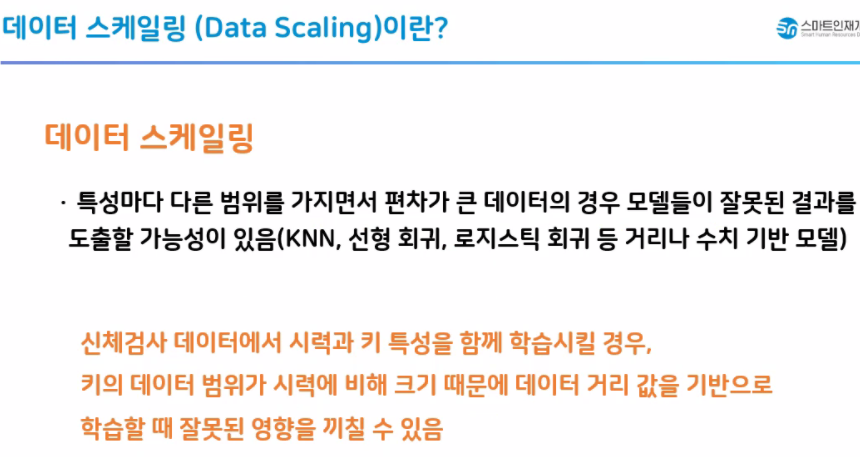 데이터 스케일링 (Data Scaling)이란?
스마트인재개
Smart Human Resources D
데이터 스케일링
· 특성마다 다른 범위를 가지면서 편차가 큰 데이터의 경우 모델들이 잘못된 결과를
도출할 가능성이 있음(KNN, 선형 회귀, 로지스틱 회귀 등 거리나 수치 기반 모델)
신체검사 데이터에서 시력과 키 특성을 함께 학습시킬 경우,
키의 데이터 범위가 시력에 비해 크기 때문에 데이터 거리 값을 기반으로
학습할 때 잘못된 영향을 끼칠 수 있음